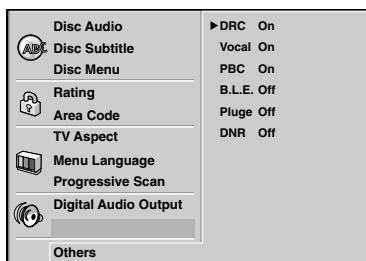 Disc Audio
Disc Subtitle
Disc Menu
Rating
Area Code
TV Aspect
Menu Language
Progressive Scan
Digital Audio Output
Others
ABC
DRC On
Vocal On
PBC On
B.L.E. Off
Pluge Off
DNR Off